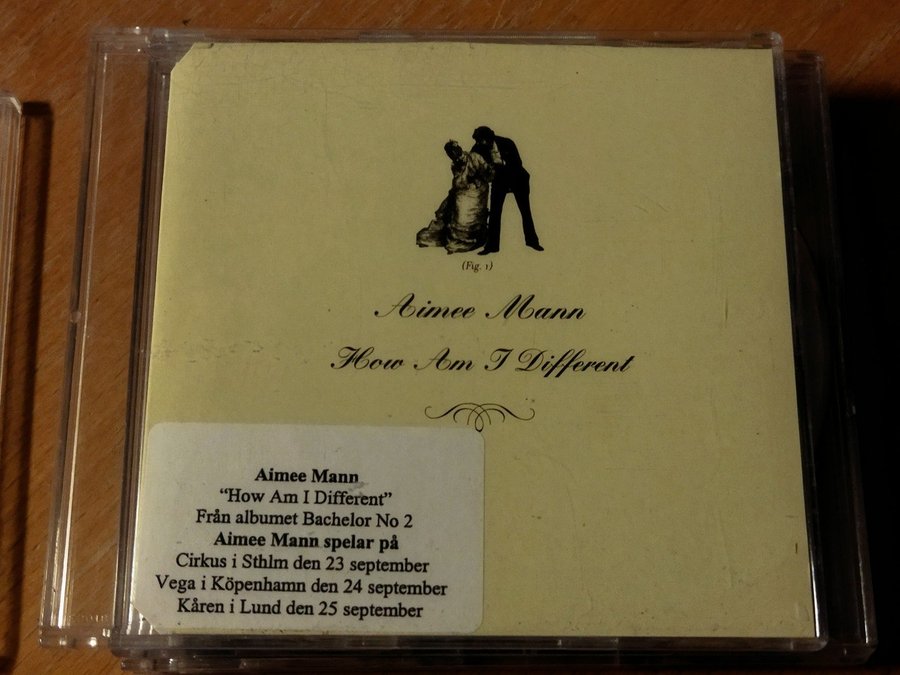 (Fig. 1)
Aimee Mann
How Am I Different
Aimee Mann
“How Am I Different”
Från albumet Bachelor No 2
Aimee Mann spelar på
Cirkus i Sthlm den 23 september
Vega i Köpenhamn den 24 september
Kåren i Lund den 25 september